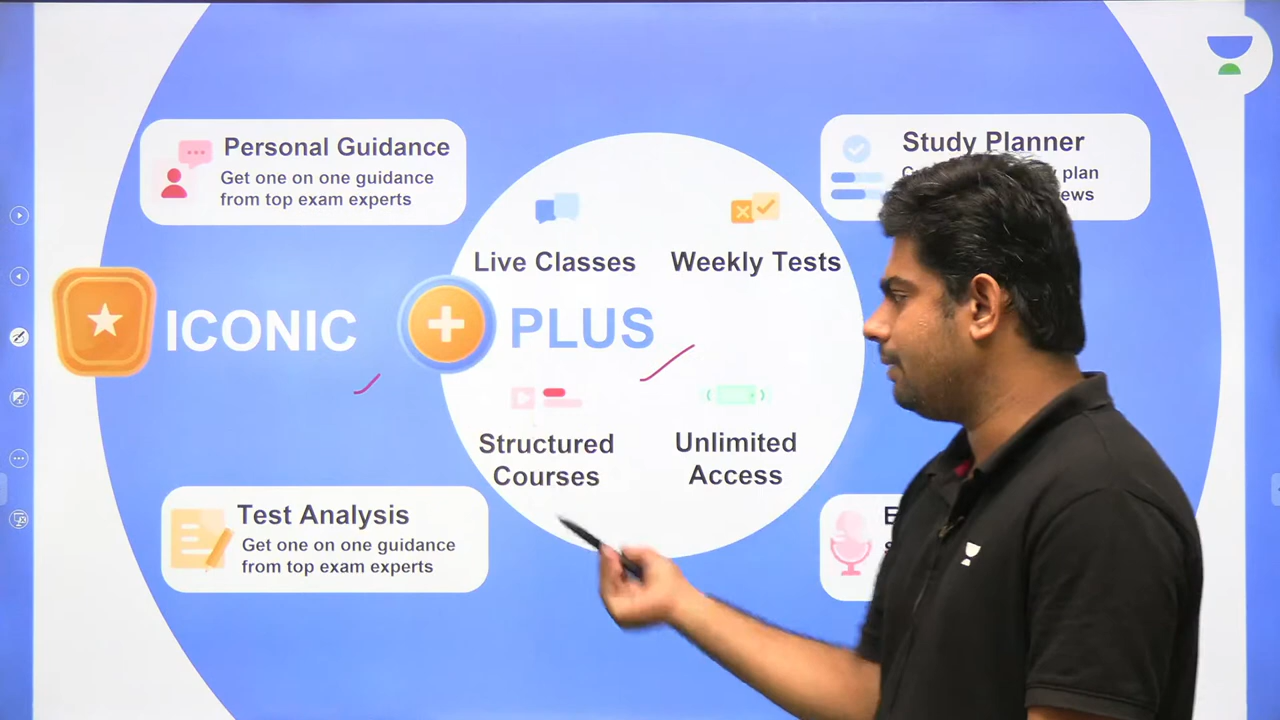 Personal Guidance
Get one on one guidance
from top exam experts
Study Planner
plan
Live Classes
Weekly Tests
ICONIC
PLUS
Structured
Courses
Unlimited
Access
Test Analysis
Get one on one guidance
from top exam experts